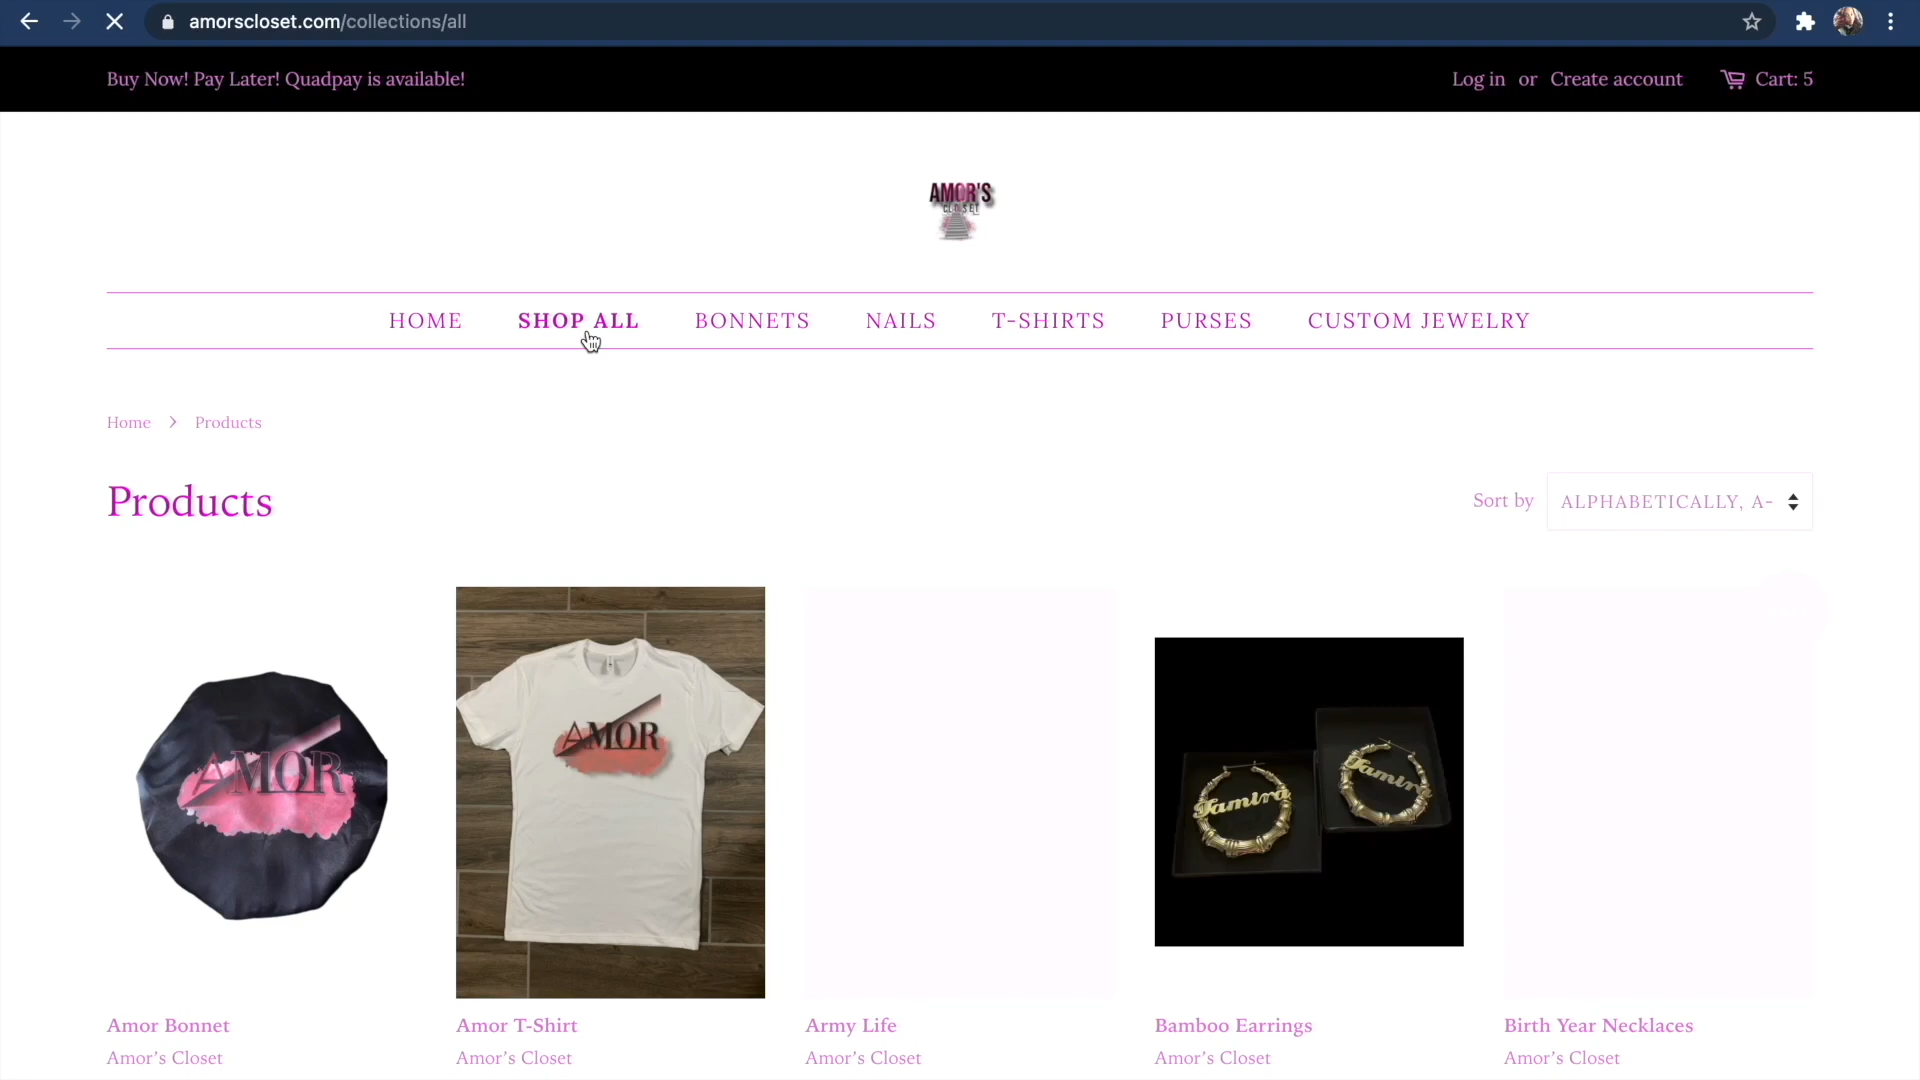 amorscloset.com/collections/all
Buy Now! Pay Later! Quadpay is available!
Log in or Create account Cart: 5
AMOR'S
CLOSET
HOME SHOP ALL BONNETS NAILS T-SHIRTS PURSES CUSTOM JEWELRY
Home > Products
Products
Sort by ALPHABETICALLY, A-
AMOR
AMOR
Tamira
Tamira
Amor Bonnet
Amor's Closet
Amor T-Shirt
Amor's Closet
Army Life
Amor's Closet
Bamboo Earrings
Amor's Closet
Birth Year Necklaces
Amor's Closet